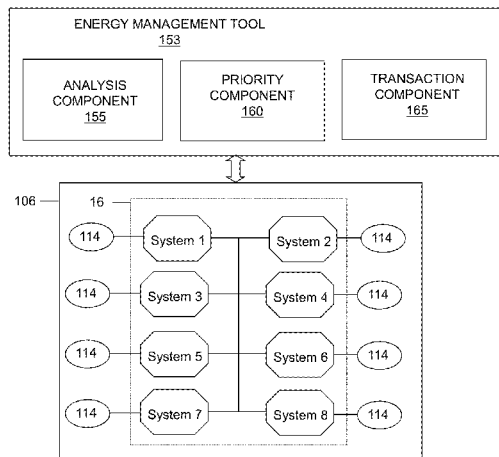 ENERGY MANAGEMENT TOOL
153
ANALYSIS
COMPONENT
155
PRIORITY
COMPONENT
160
TRANSACTION
COMPONENT
165
106
16
114
System 1
System 2
114
114
System 3
System 4
114
114
System 5
System 6
114
114
System 7
System 8
114